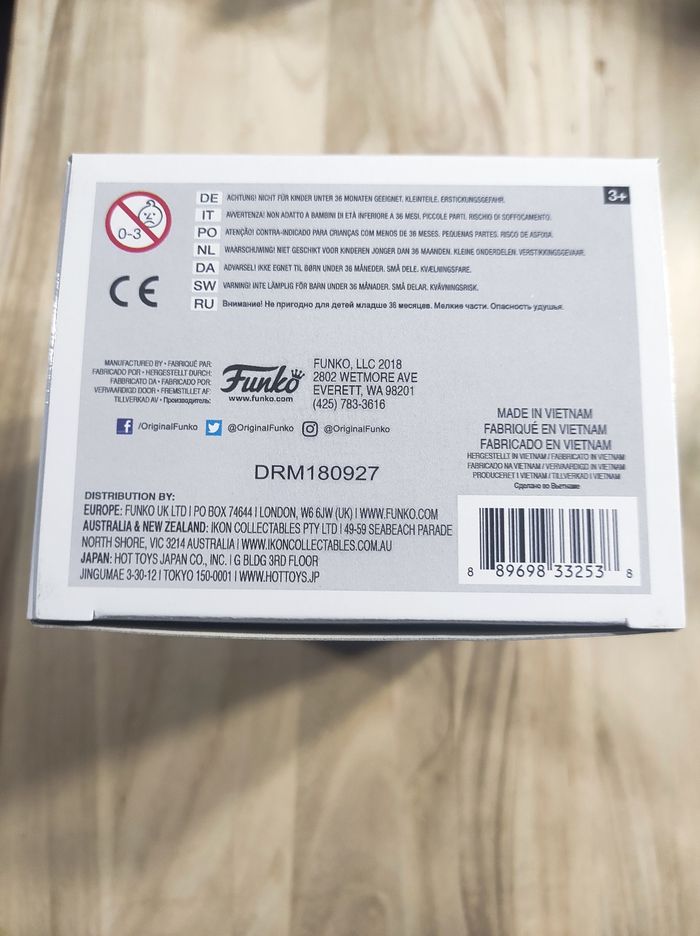 0-3
3+
DE ACHTUNG! NICHT FÜR KINDER UNTER 36 MONATEN GEEIGNET. KLEINTEILE. ERSTICKUNGSGEFAHR.
IT AVVERTENZA! NON ADATTO A BAMBINI DI ETÀ INFERIORE A 36 MESI, PICCOLE PARTI. RISCHIO DI SOFFOCAMENTO.
PO ATENÇÃO! CONTRA-INDICADO PARA CRIANÇAS COM MENOS DE 36 MESES. PEQUENAS PARTES. RISCO DE ASFIXIA.
NL WAARSCHUWING! NIET GESCHIKT VOOR KINDEREN JONGER DAN 36 MAANDEN. KLEINE ONDERDELEN. VERSTIKKINGSGEVAAR.
DA ADVARSEL! IKKE EGNET TIL BØRN UNDER 36 MÅNEDER. SMÅ DELE. KVÆLNINGSFARE.
SW VARNING! INTE LÄMPLIG FÖR BARN UNDER 36 MÅNADER. SMÅ DELAR. KVÄVNINGSRISK.
RU Внимание! Не пригодно для детей младше 36 месяцев. Мелкие части. Опасность удушья.
CE
MANUFACTURED BY • FABRIQUÉ PAR:
FABRICADO POR • HERGESTELLT DURCH:
FABBRICATO DA • FABRICADO POR:
VERVAARDIGD DOOR • FREMSTILLET AF:
TILLVERKAD AV • Производитель:
Funko
www.funko.com
FUNKO, LLC 2018
2802 WETMORE AVE
EVERETT, WA 98201
(425) 783-3616
/OriginalFunko @OriginalFunko @OriginalFunko
DRM180927
MADE IN VIETNAM
FABRIQUÉ EN VIETNAM
FABRICADO EN VIETNAM
HERGESTELLT IN VIETNAM / FABBRICATO IN VIETNAM
FABRICADO NA VIETNAM / VERVAARDIGD IN VIETNAM
PRODUCERET I VIETNAM / TILLVERKAD I VIETNAM
Сделано во Вьетнаме
DISTRIBUTION BY:
EUROPE: FUNKO UK LTD | PO BOX 74644 | LONDON, W6 6JW (UK) | WWW.FUNKO.COM
AUSTRALIA & NEW ZEALAND: IKON COLLECTABLES PTY LTD | 49-59 SEABEACH PARADE
NORTH SHORE, VIC 3214 AUSTRALIA | WWW.IKONCOLLECTABLES.COM.AU
JAPAN: HOT TOYS JAPAN CO., INC. | G BLDG 3RD FLOOR
JINGUMAE 3-30-12 | TOKYO 150-0001 | WWW.HOTTOYS.JP
8 89698 33253 8